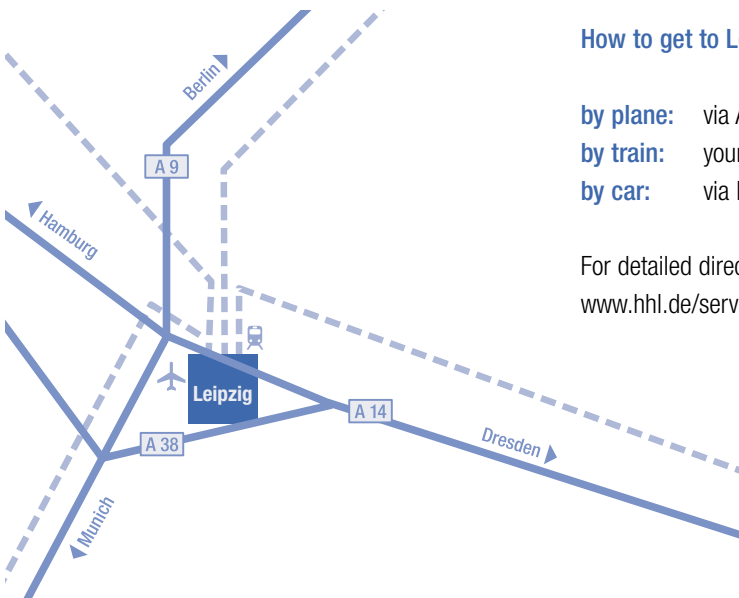 How to get to L
by plane: via
by train: your
by car: via
For detailed direc
www.hhl.de/serv
Berlin
A 9
Hamburg
Leipzig
A 14
A 38
Dresden
Munich